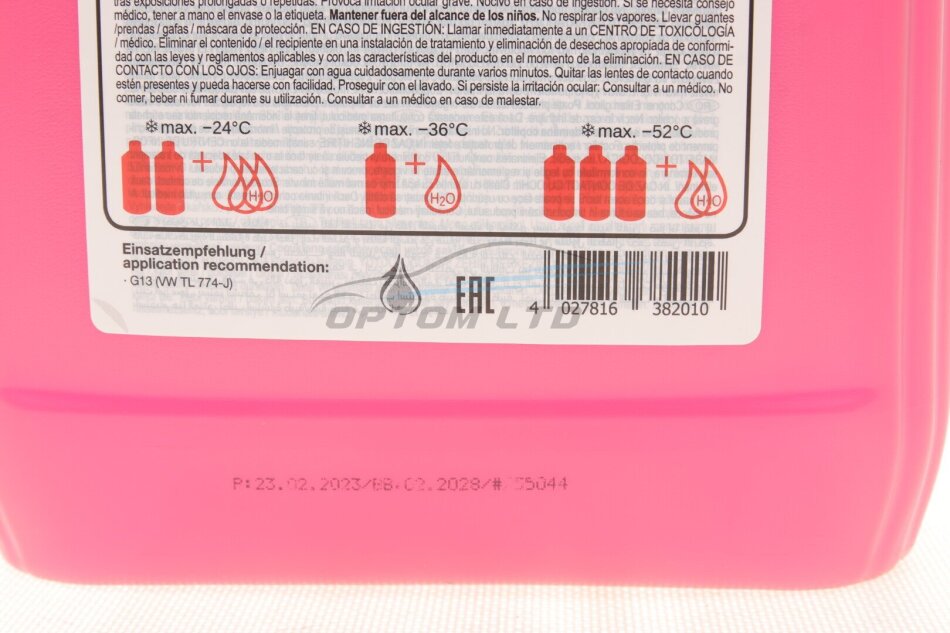 tras exposiciones prolongadas o repetidas. Provoca irritación ocular grave. Nocivo en caso de ingestión. Si se necesita consejo
médico, tener a mano el envase o la etiqueta. Mantener fuera del alcance de los niños. No respirar los vapores. Llevar guantes
/prendas / gafas / máscara de protección. EN CASO DE INGESTIÓN: Llamar inmediatamente a un CENTRO DE TOXICOLOGÍA
/ médico. Eliminar el contenido / el recipiente en una instalación de tratamiento y eliminación de desechos apropiada de conformi-
dad con las leyes y reglamentos aplicables y con las características del producto en el momento de la eliminación. EN CASO DE
CONTACTO CON LOS OJOS: Enjuagar con agua cuidadosamente durante varios minutos. Quitar las lentes de contacto cuando
estén presentes y pueda hacerse con facilidad. Proseguir con el lavado. Si persiste la irritación ocular: Consultar a un médico. No
comer, beber ni fumar durante su utilización. Consultar a un médico en caso de malestar.
max. −24°C max. −36°C max. −52°C
+ H2O + H2O + H2O
Einsatzempfehlung /
application recommendation:
· G13 (VW TL 774-J)
EAC
4 027816 382010
OPTOM LTD
P:23.02.2023/BB.02.2028/#